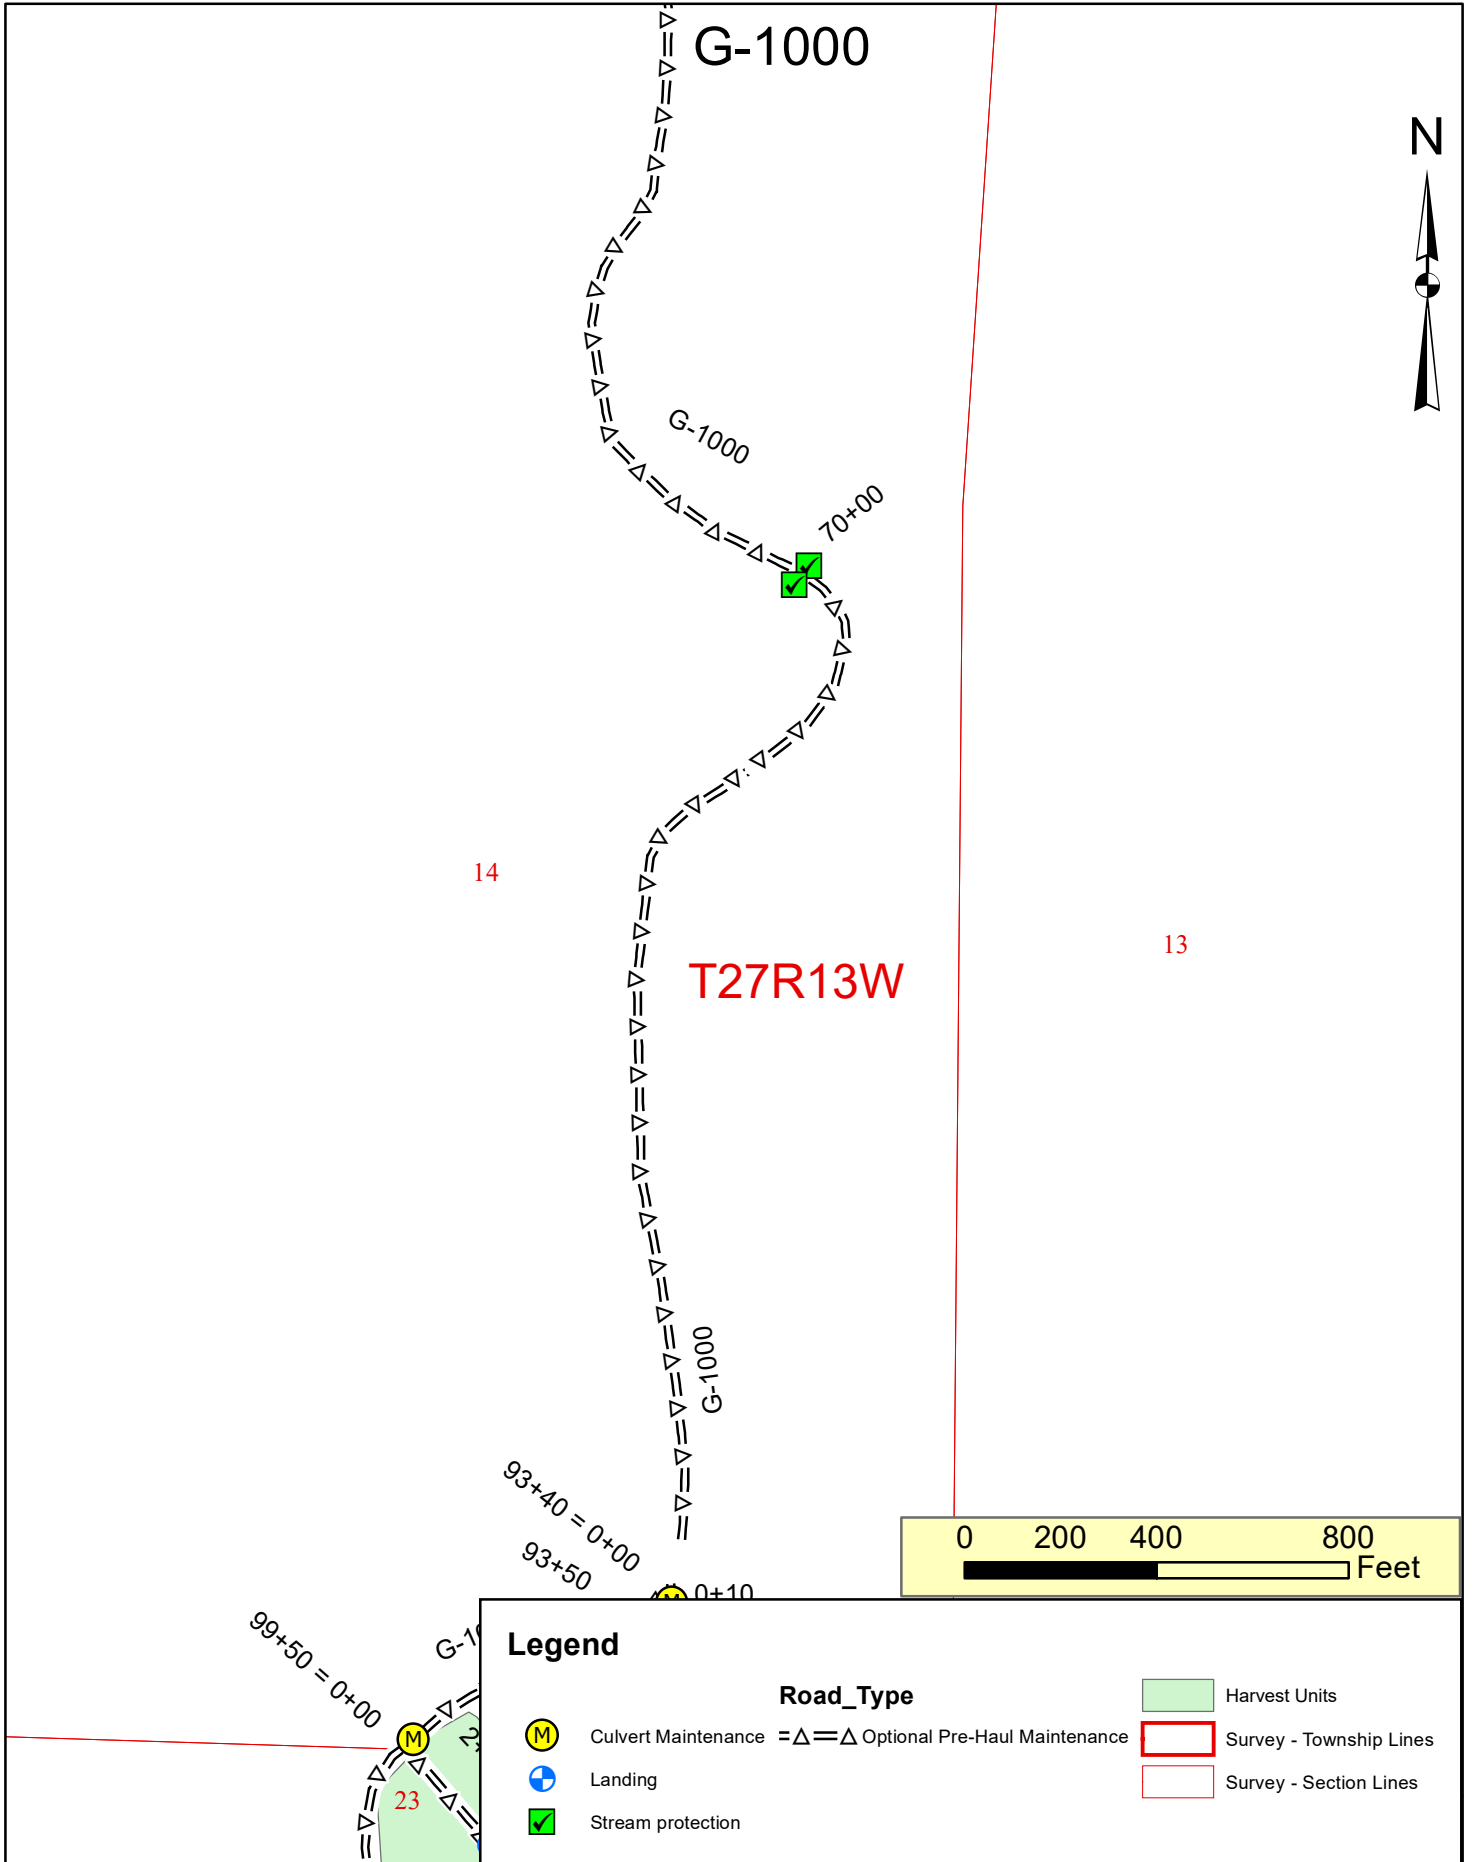 G-1000
N
G-1000
70+00
14
13
T27R13W
G-1000
93+40 = 0+00
93+50
0+10
0 200 400 800
Feet
99+50 = 0+00
G-1
M
23
Legend
Road_Type
M Culvert Maintenance
Optional Pre-Haul Maintenance
Landing
Stream protection
Harvest Units
Survey - Township Lines
Survey - Section Lines